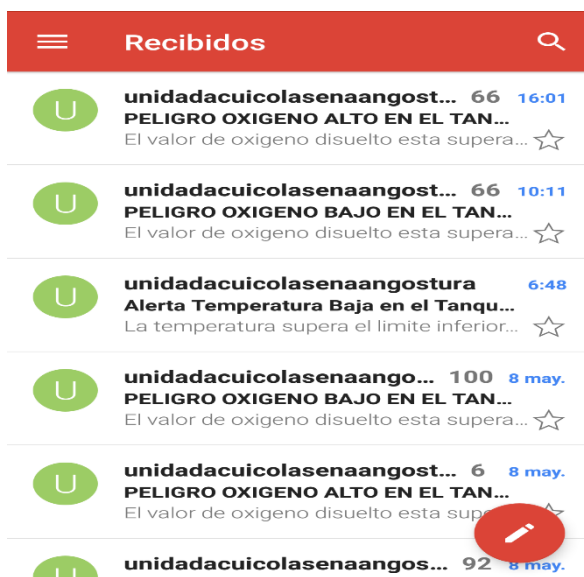 Recibidos
unidadacuicolasenaangost... 66 16:01
PELIGRO OXIGENO ALTO EN EL TAN...
El valor de oxigeno disuelto esta supera...
U
unidadacuicolasenaangost... 66 10:11
PELIGRO OXIGENO BAJO EN EL TAN...
El valor de oxigeno disuelto esta supera...
U
unidadacuicolasenaangostura 6:48
Alerta Temperatura Baja en el Tanqu...
La temperatura supera el limite inferior...
U
unidadacuicolasenaango... 100 8 may.
PELIGRO OXIGENO BAJO EN EL TAN...
El valor de oxigeno disuelto esta supera...
U
unidadacuicolasenaangost... 6 8 may.
PELIGRO OXIGENO ALTO EN EL TAN...
El valor de oxigeno disuelto esta sup
U
unidadacuicolasenaangos... 92 8 may.
U